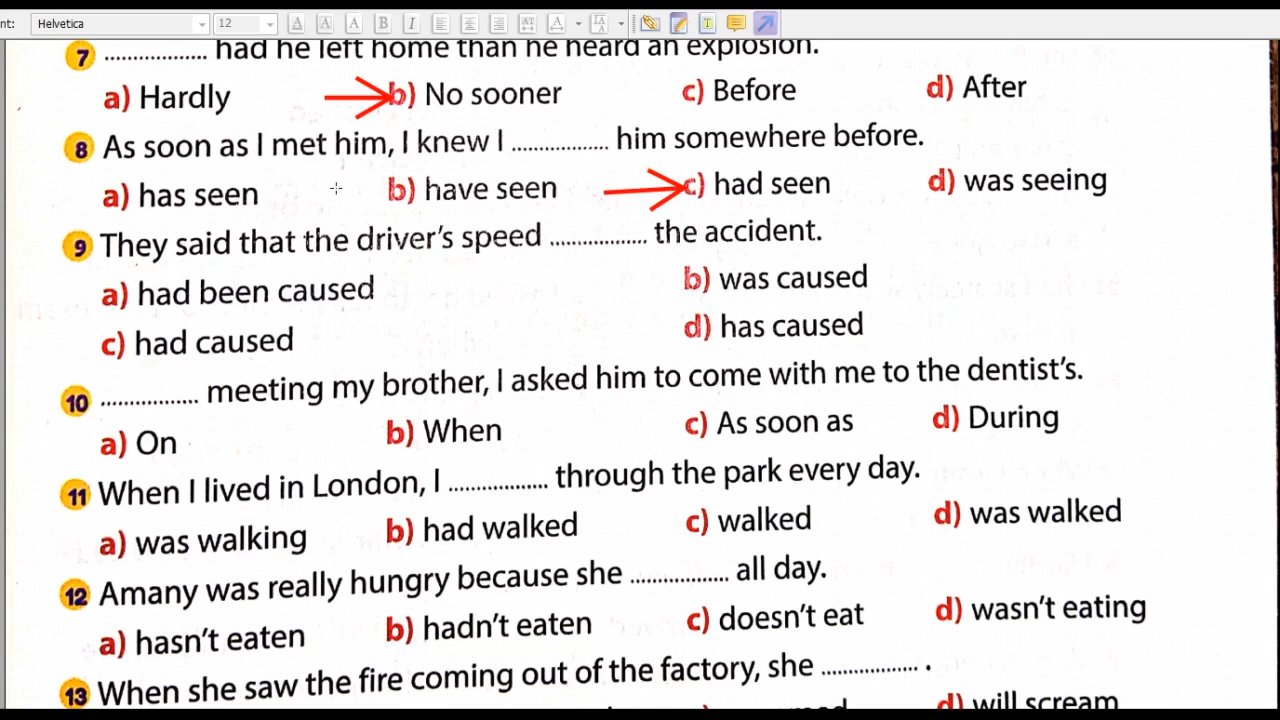 nt: Helvetica 12
7 .................. had he left home than he heard an explosion.
a) Hardly b) No sooner c) Before d) After
8 As soon as I met him, I knew I .................. him somewhere before.
a) has seen b) have seen c) had seen d) was seeing
9 They said that the driver's speed .................. the accident.
a) had been caused b) was caused
c) had caused d) has caused
10 .................. meeting my brother, I asked him to come with me to the dentist's.
a) On b) When c) As soon as d) During
11 When I lived in London, I .................. through the park every day.
a) was walking b) had walked c) walked d) was walked
12 Amany was really hungry because she .................. all day.
a) hasn't eaten b) hadn't eaten c) doesn't eat d) wasn't eating
13 When she saw the fire coming out of the factory, she .................. .
d) will scream